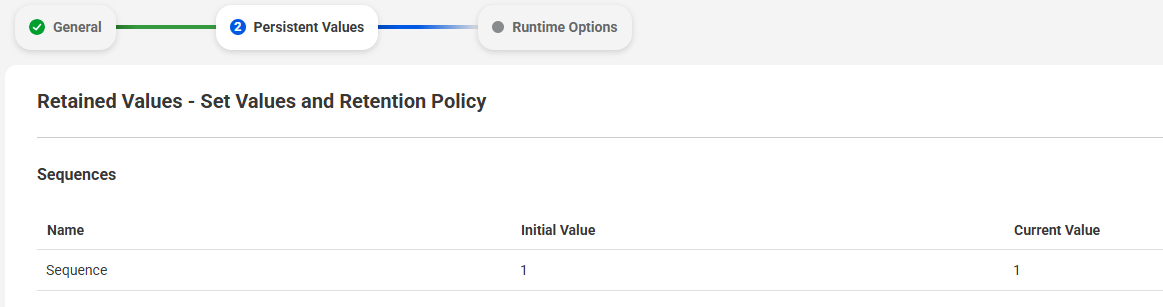 General
2 Persistent Values
Runtime Options
Retained Values - Set Values and Retention Policy
Sequences
Name Initial Value Current Value
Sequence 1 1